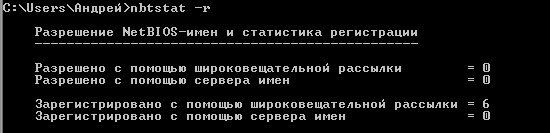 C:\Users\Андрей>nbtstat -r
Разрешение NetBIOS-имен и статистика регистрации
----------------------------------------------------
Разрешено с помощью широковещательной рассылки = 0
Разрешено с помощью сервера имен = 0
Зарегистрировано с помощью широковещательной рассылки = 6
Зарегистрировано с помощью сервера имен = 0